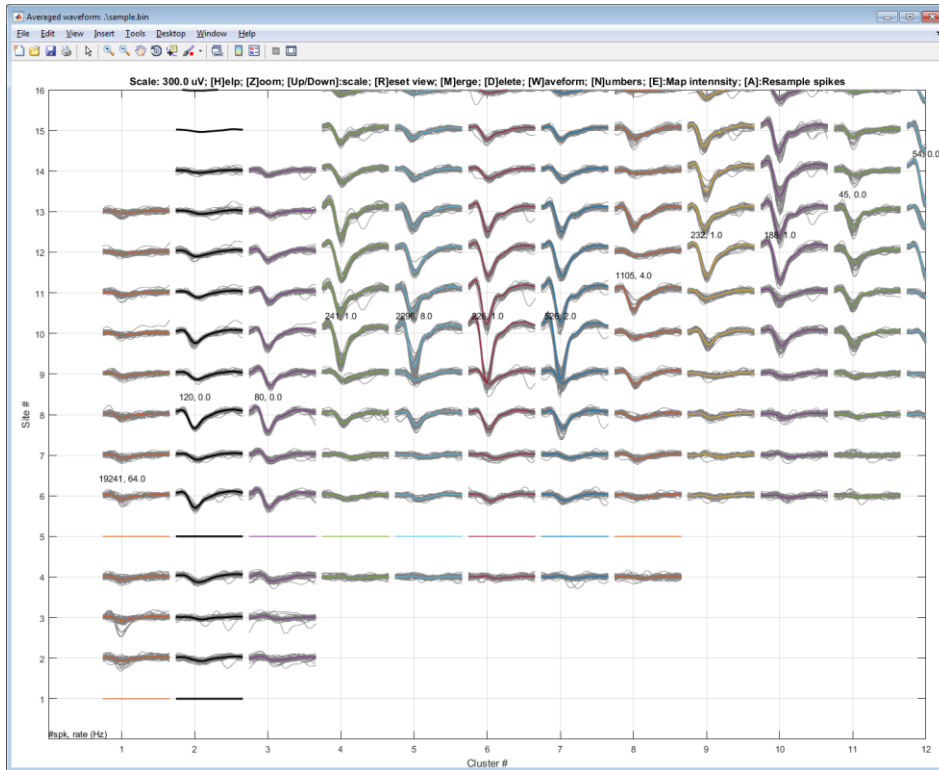 Averaged waveform: .\sample.bin
File Edit View Insert Tools Desktop Window Help
Scale: 300.0 uV; [H]elp; [Z]oom; [Up/Down]:scale; [R]eset view; [M]erge; [D]elete; [W]aveform; [N]umbers; [E]:Map intennsity; [A]:Resample spikes
16
15
54, 0.0
14
45, 0.0
13
232, 1.0 188, 1.0
12
1105, 4.0
11
241, 1.0 2298, 8.0 226, 1.0 526, 2.0
10
9
120, 0.0 80, 0.0
8
Site #
7
19241, 64.0
6
5
4
3
2
1
#spk, rate (Hz)
1 2 3 4 5 6 7 8 9 10 11 12
Cluster #